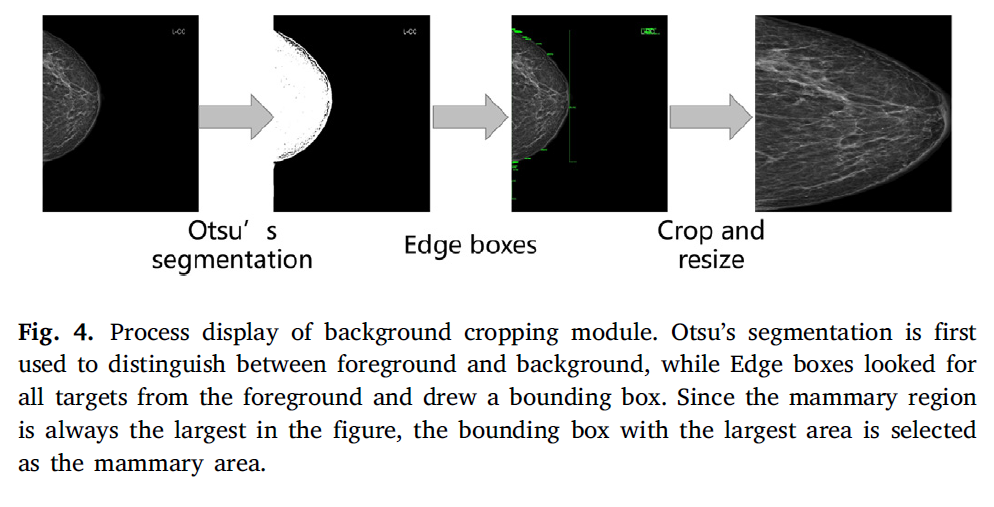 L-CC
L-CC
Otsu's
segmentation
Edge boxes
Crop and
resize
Fig. 4. Process display of background cropping module. Otsu's segmentation is first
used to distinguish between foreground and background, while Edge boxes looked for
all targets from the foreground and drew a bounding box. Since the mammary region
is always the largest in the figure, the bounding box with the largest area is selected
as the mammary area.